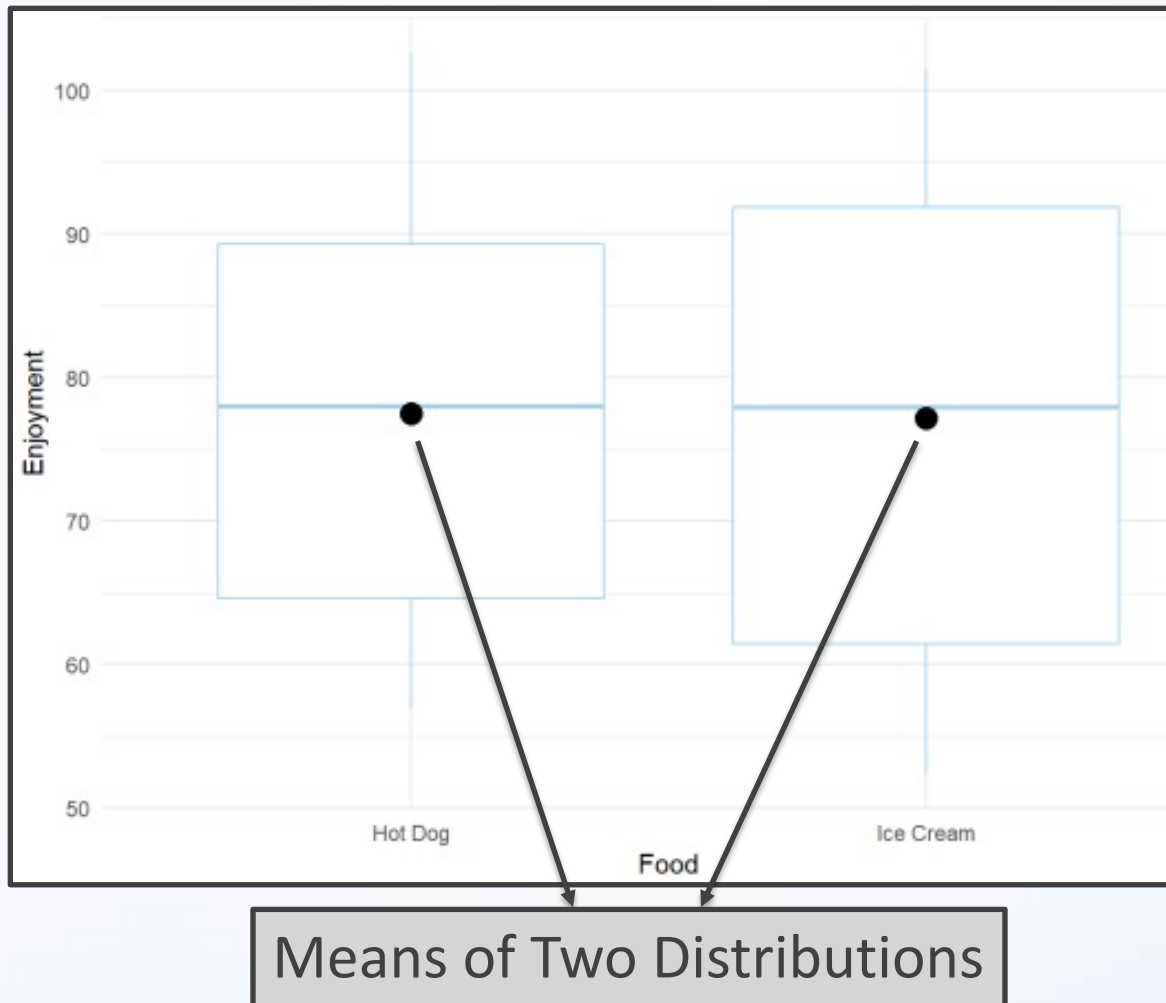 100
90
80
70
60
50
Enjoyment
Hot Dog
Ice Cream
Food
Means of Two Distributions